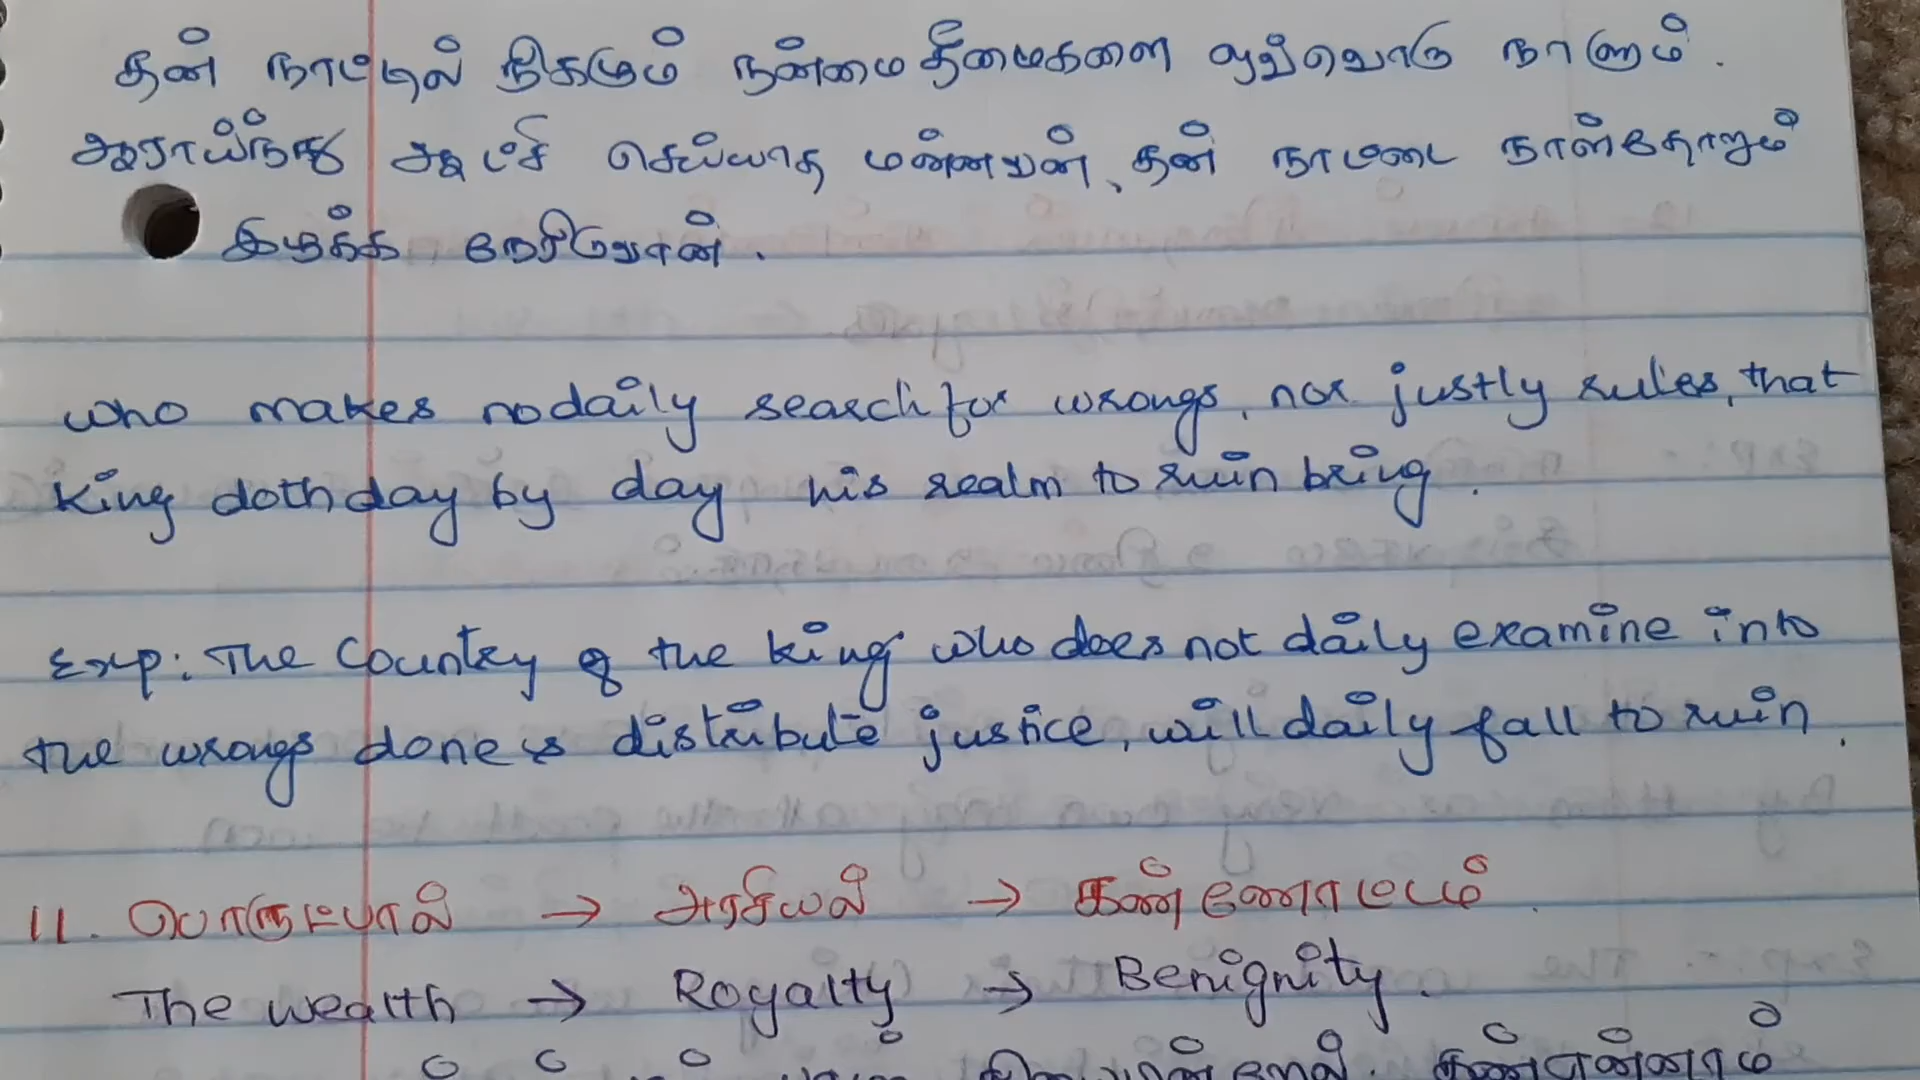 தன் நாட்டில் நிகழும் நன்மை தீமைகளை ஒவ்வொரு நாளும்.
ஆராய்ந்து ஆட்சி செய்யாத மன்னவன், தன் நாட்டை நாள்தோறும்
இழக்க நேரிடுவான்.
who makes no daily search for wrongs, nor justly rules, that
king doth day by day his realm to ruin bring.
Exp: The Country of the king who does not daily examine into
the wrongs done & distribute justice, will daily fall to ruin.
11. பொருட்பால் → அரசியல் → கண்ணோட்டம்.
The wealth → Royalty → Benignity.
கண்என்னாம்